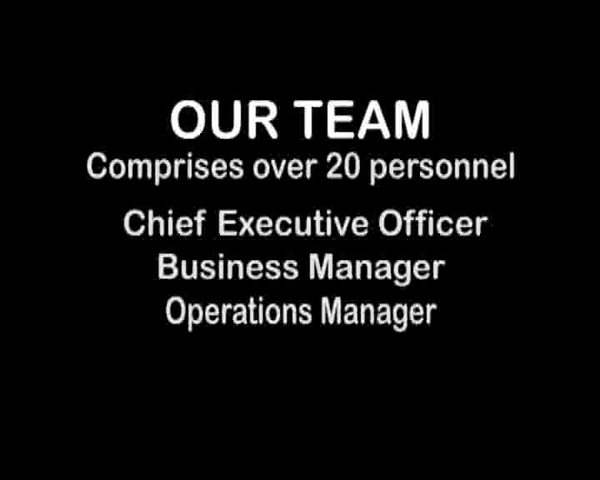 OUR TEAM
Comprises over 20 personnel
Chief Executive Officer
Business Manager
Operations Manager